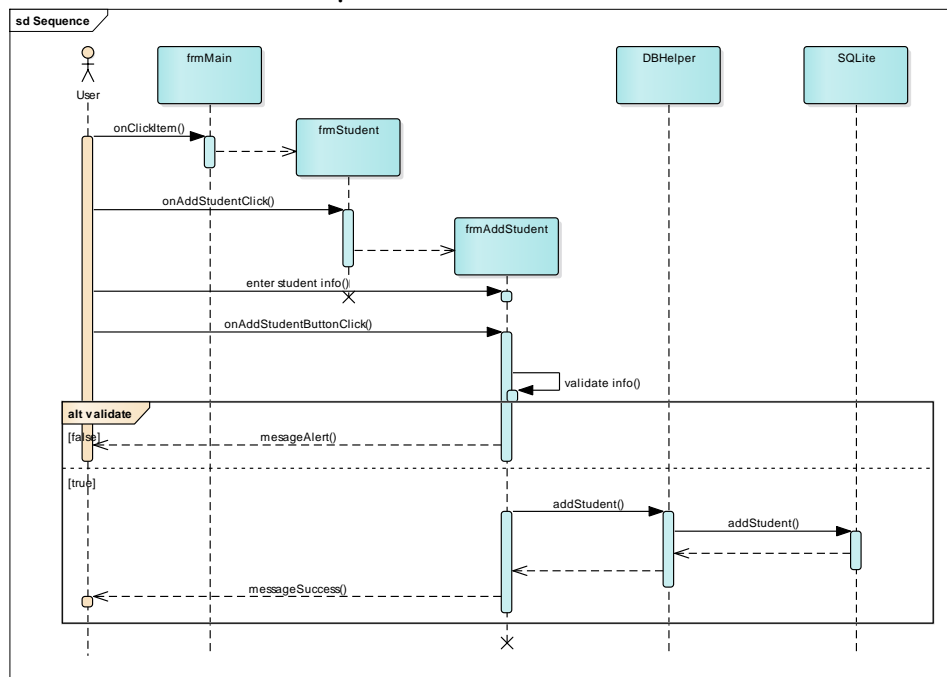 sd Sequence
User
frmMain
DBHelper
SQLite
onClickItem()
frmStudent
onAddStudentClick()
frmAddStudent
enter student info()
onAddStudentButtonClick()
validate info()
alt validate
[false]
mesageAlert()
[true]
addStudent()
addStudent()
messageSuccess()